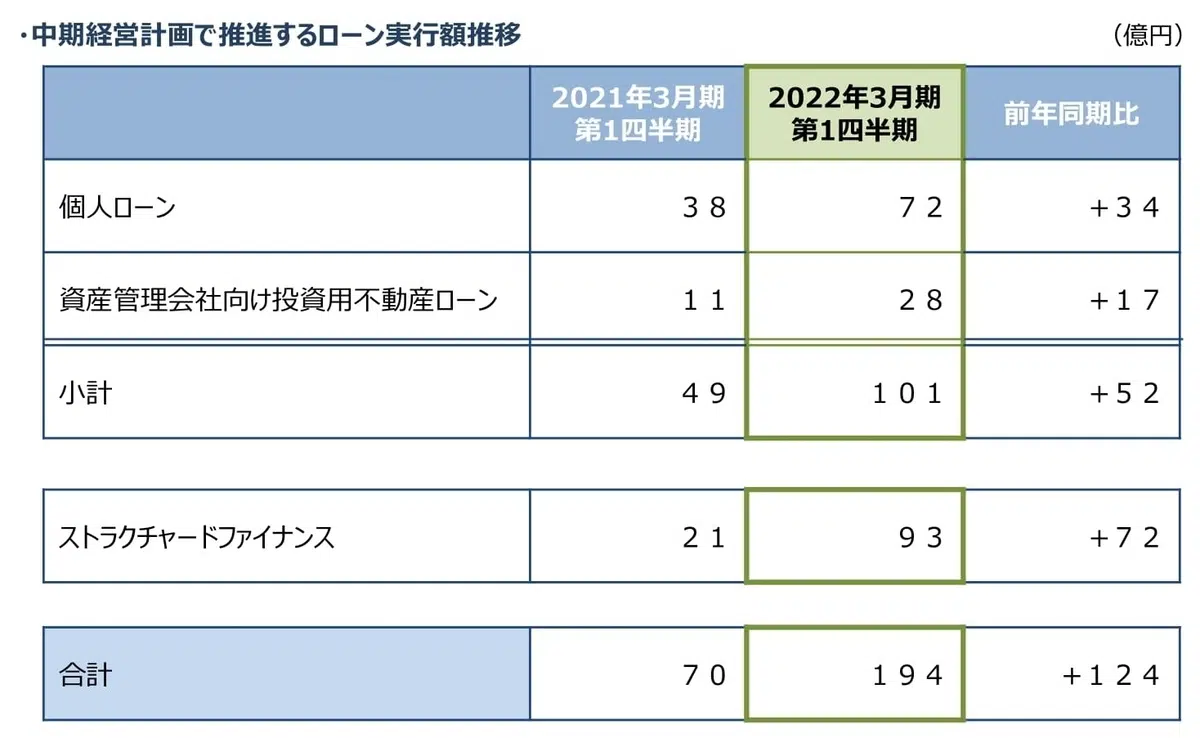 ・中期経営計画で推進するローン実行額推移
（億円）
2021年3月期 第1四半期 2022年3月期 第1四半期 前年同期比
個人ローン ３８ ７２ ＋３４
資産管理会社向け投資用不動産ローン １１ ２８ ＋１７
小計 ４９ １０１ ＋５２
ストラクチャードファイナンス ２１ ９３ ＋７２
合計 ７０ １９４ ＋１２４